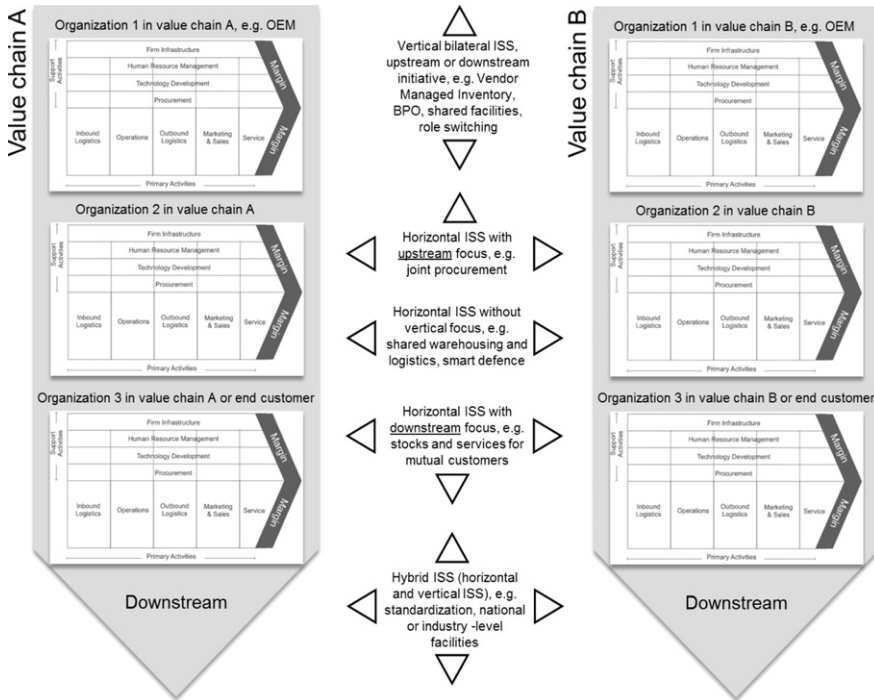 Value chain A
Organization 1 in value chain A, e.g. OEM
Support
Activities
Firm Infrastructure
Human Resource Management
Technology Development
Procurement
Inbound
Logistics
Operations
Outbound
Logistics
Marketing
& Sales
Service
Margin
Margin
Primary Activities
Organization 2 in value chain A
Support
Activities
Firm Infrastructure
Human Resource Management
Technology Development
Procurement
Inbound
Logistics
Operations
Outbound
Logistics
Marketing
& Sales
Service
Margin
Margin
Organization 3 in value chain A or end customer
Support
Activities
Firm Infrastructure
Human Resource Management
Technology Development
Procurement
Inbound
Logistics
Operations
Outbound
Logistics
Marketing
& Sales
Service
Margin
Margin
Primary Activities
Downstream
Vertical bilateral ISS,
upstream or downstream
initiative, e.g. Vendor
Managed Inventory,
BPO, shared facilities,
role switching
Horizontal ISS with
upstream focus, e.g.
joint procurement
Horizontal ISS without
vertical focus, e.g.
shared warehousing and
logistics, smart defence
Horizontal ISS with
downstream focus, e.g.
stocks and services for
mutual customers
Hybrid ISS (horizontal
and vertical ISS), e.g.
standardization, national
or industry -level
facilities
Value chain B
Organization 1 in value chain B, e.g. OEM
Support
Activities
Firm Infrastructure
Human Resource Management
Technology Development
Procurement
Inbound
Logistics
Operations
Outbound
Logistics
Marketing
& Sales
Service
Margin
Margin
Primary Activities
Organization 2 in value chain B
Support
Activities
Firm Infrastructure
Human Resource Management
Technology Development
Procurement
Inbound
Logistics
Operations
Outbound
Logistics
Marketing
& Sales
Service
Margin
Margin
Organization 3 in value chain B or end customer
Support
Activities
Firm Infrastructure
Human Resource Management
Technology Development
Procurement
Inbound
Logistics
Operations
Outbound
Logistics
Marketing
& Sales
Service
Margin
Margin
Primary Activities
Downstream